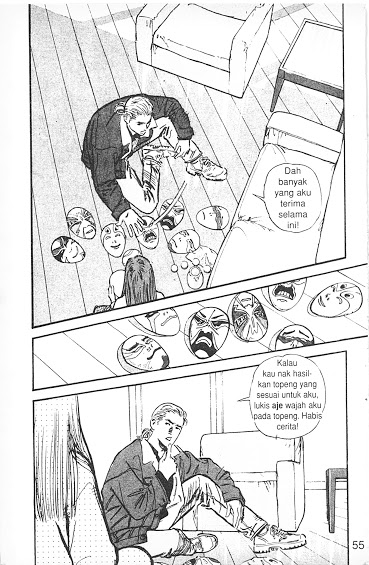 Dah
banyak
yang aku
terima
selama
ini!
Kalau
kau nak hasil-
kan topeng yang
sesuai untuk aku,
lukis aje wajah aku
pada topeng. Habis
cerita!
55